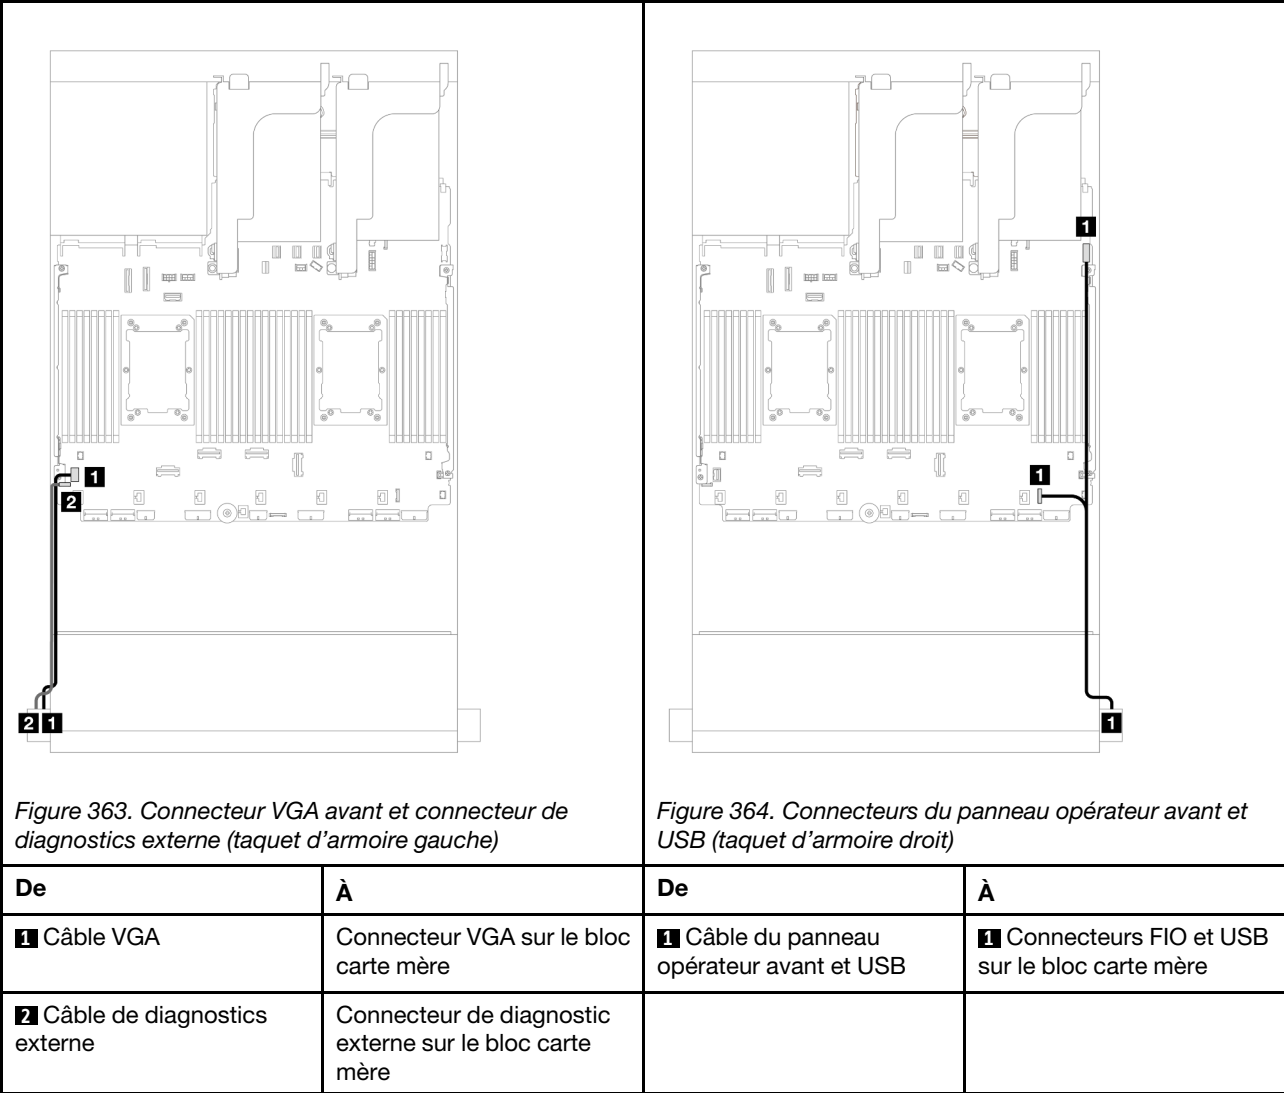 1
2
2 1
Figure 363. Connecteur VGA avant et connecteur de
diagnostics externe (taquet d'armoire gauche)
1
1
1
Figure 364. Connecteurs du panneau opérateur avant et
USB (taquet d'armoire droit)
De
À
De
À
1 Câble VGA
Connecteur VGA sur le bloc
carte mère
1 Câble du panneau
opérateur avant et USB
1 Connecteurs FIO et USB
sur le bloc carte mère
2 Câble de diagnostics
externe
Connecteur de diagnostic
externe sur le bloc carte
mère